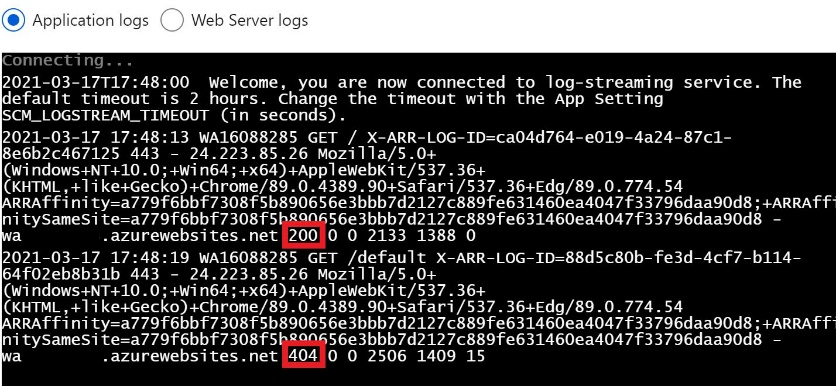 Application logs Web Server logs
Connecting...
2021-03-17T17:48:00 Welcome, you are now connected to log-streaming service. The
default timeout is 2 hours. Change the timeout with the App Setting
SCM_LOGSTREAM_TIMEOUT (in seconds).
2021-03-17 17:48:13 WA16088285 GET / X-ARR-LOG-ID=ca04d764-e019-4a24-87c1-
8e6b2c467125 443 - 24.223.85.26 Mozilla/5.0+
(Windows+NT+10.0;+Win64;+x64)+AppleWebKit/537.36+
(KHTML,+like+Gecko)+Chrome/89.0.4389.90+Safari/537.36+Edg/89.0.774.54
ARRAffinity=a779f6bbf7308f5b890656e3bbb7d2127c889fe631460ea4047f33796daa90d8;+ARRAffi
nitySameSite=a779f6bbf7308f5b890656e3bbb7d2127c889fe631460ea4047f33796daa90d8 -
wa .azurewebsites.net 200 0 0 2133 1388 0
2021-03-17 17:48:19 WA16088285 GET /default X-ARR-LOG-ID=88d5c80b-fe3d-4cf7-b114-
64f02eb8b31b 443 - 24.223.85.26 Mozilla/5.0+
(Windows+NT+10.0;+Win64;+x64)+AppleWebKit/537.36+
(KHTML,+like+Gecko)+Chrome/89.0.4389.90+Safari/537.36+Edg/89.0.774.54
ARRAffinity=a779f6bbf7308f5b890656e3bbb7d2127c889fe631460ea4047f33796daa90d8;+ARRAffi
nitySameSite=a779f6bbf7308f5b890656e3bbb7d2127c889fe631460ea4047f33796daa90d8 -
wa .azurewebsites.net 404 0 0 2506 1409 15